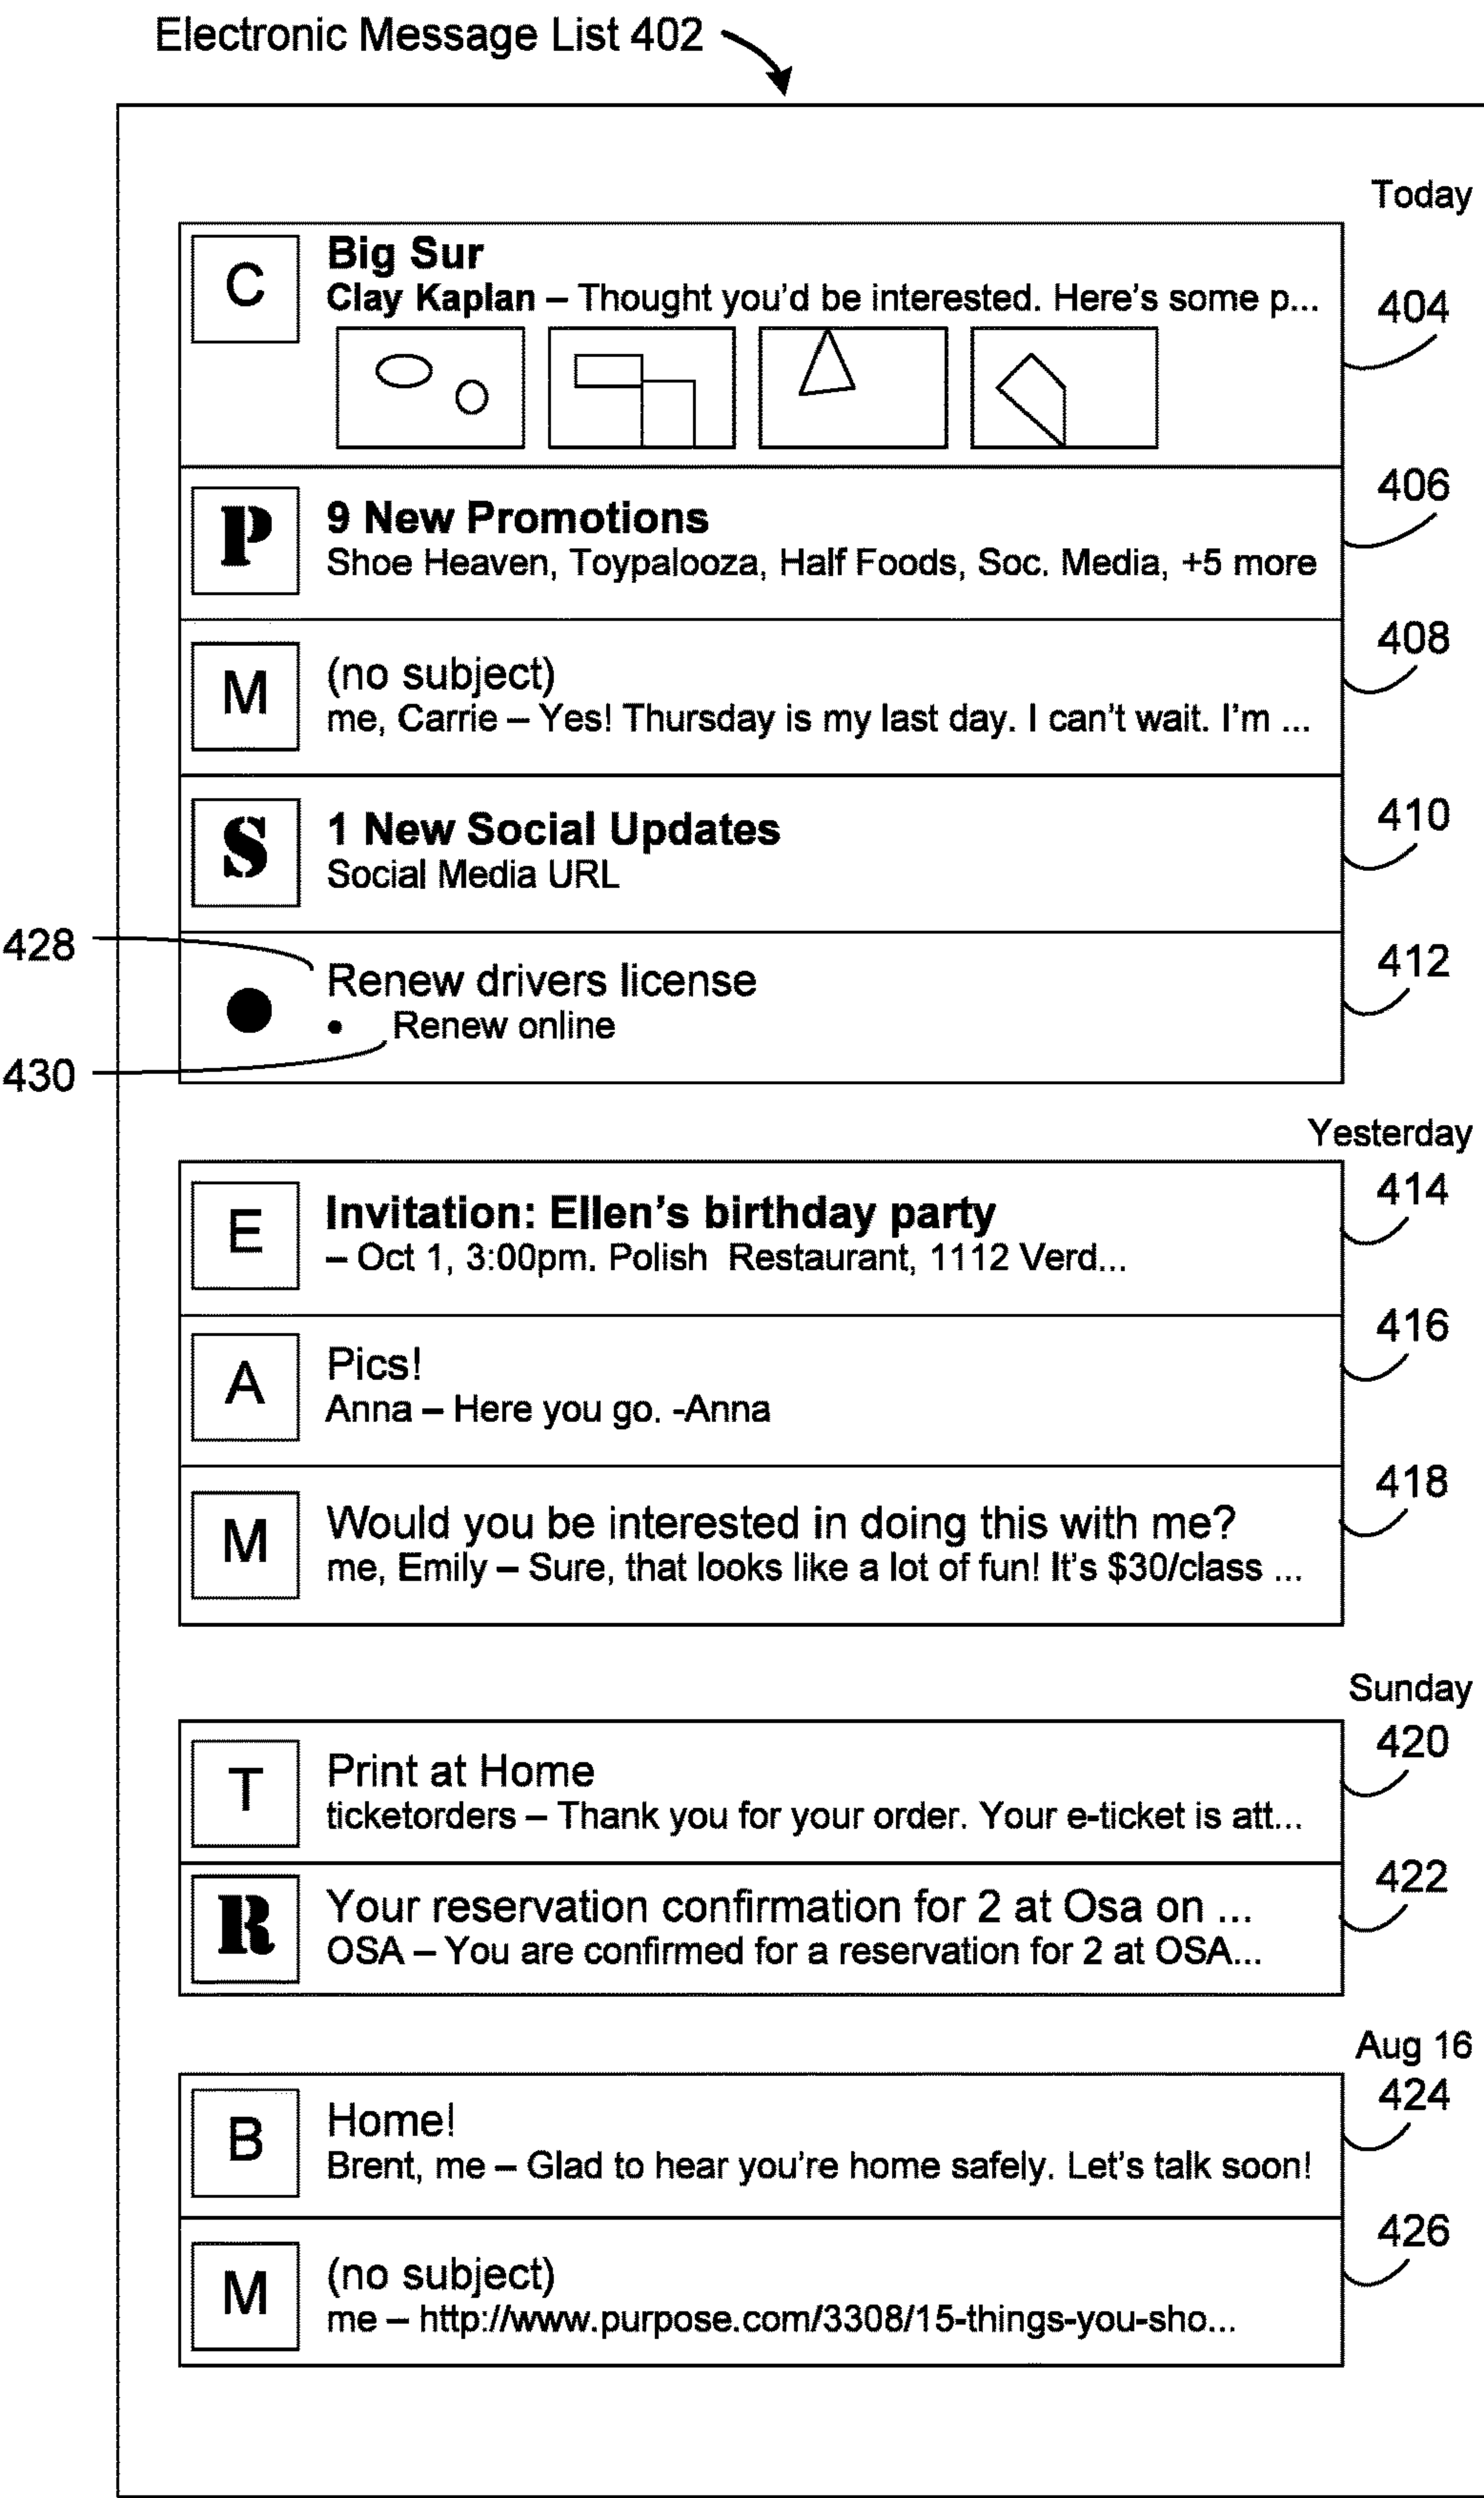 Electronic Message List 402
Today
C
Big Sur
Clay Kaplan – Thought you'd be interested. Here's some p...
404
P
9 New Promotions
Shoe Heaven, Toypalooza, Half Foods, Soc. Media, +5 more
406
M
(no subject)
me, Carrie – Yes! Thursday is my last day. I can't wait. I'm ...
408
S
1 New Social Updates
Social Media URL
410
428
Renew drivers license
• Renew online
412
430
Yesterday
E
Invitation: Ellen's birthday party
– Oct 1, 3:00pm. Polish Restaurant, 1112 Verd...
414
A
Pics!
Anna – Here you go. -Anna
416
M
Would you be interested in doing this with me?
me, Emily – Sure, that looks like a lot of fun! It's $30/class ...
418
Sunday
T
Print at Home
ticketorders – Thank you for your order. Your e-ticket is att...
420
R
Your reservation confirmation for 2 at Osa on ...
OSA – You are confirmed for a reservation for 2 at OSA...
422
Aug 16
B
Home!
Brent, me – Glad to hear you're home safely. Let's talk soon!
424
M
(no subject)
me – http://www.purpose.com/3308/15-things-you-sho...
426